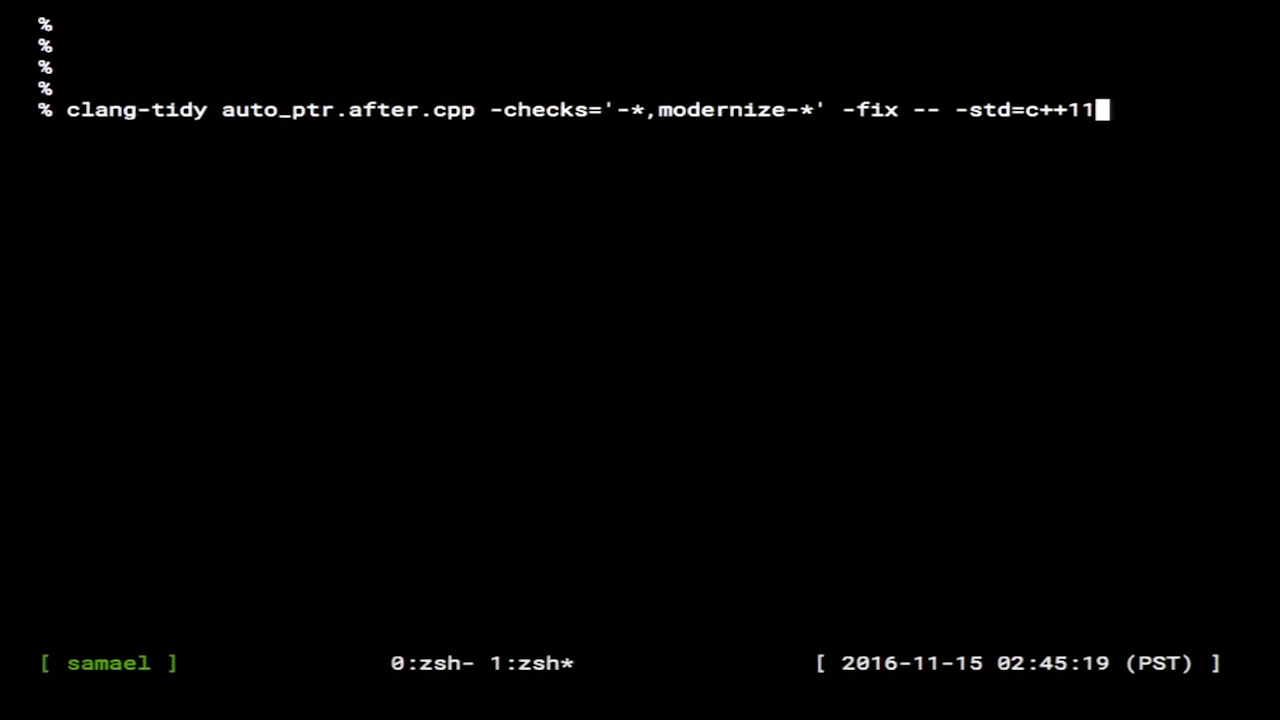 %
%
%
%
% clang-tidy auto_ptr.after.cpp -checks='-*,modernize-*' -fix -- -std=c++11
[ samael ] 0:zsh- 1:zsh* [ 2016-11-15 02:45:19 (PST) ]